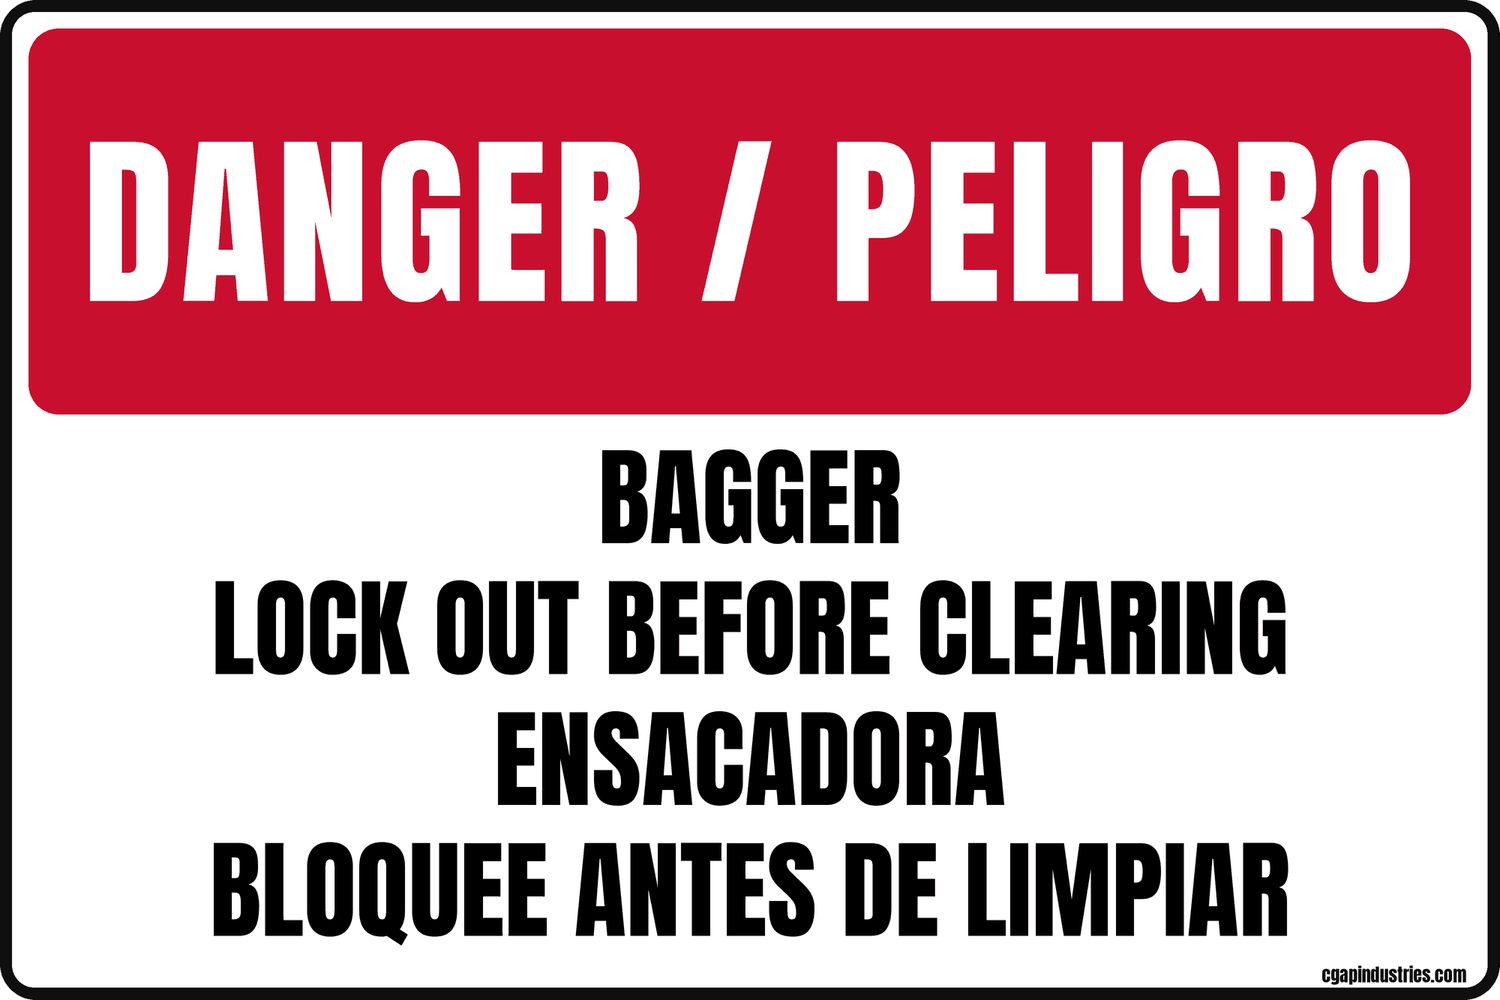 DANGER / PELIGRO
BAGGER
LOCK OUT BEFORE CLEARING
ENSACADORA
BLOQUEE ANTES DE LIMPIAR
cgapindustries.com